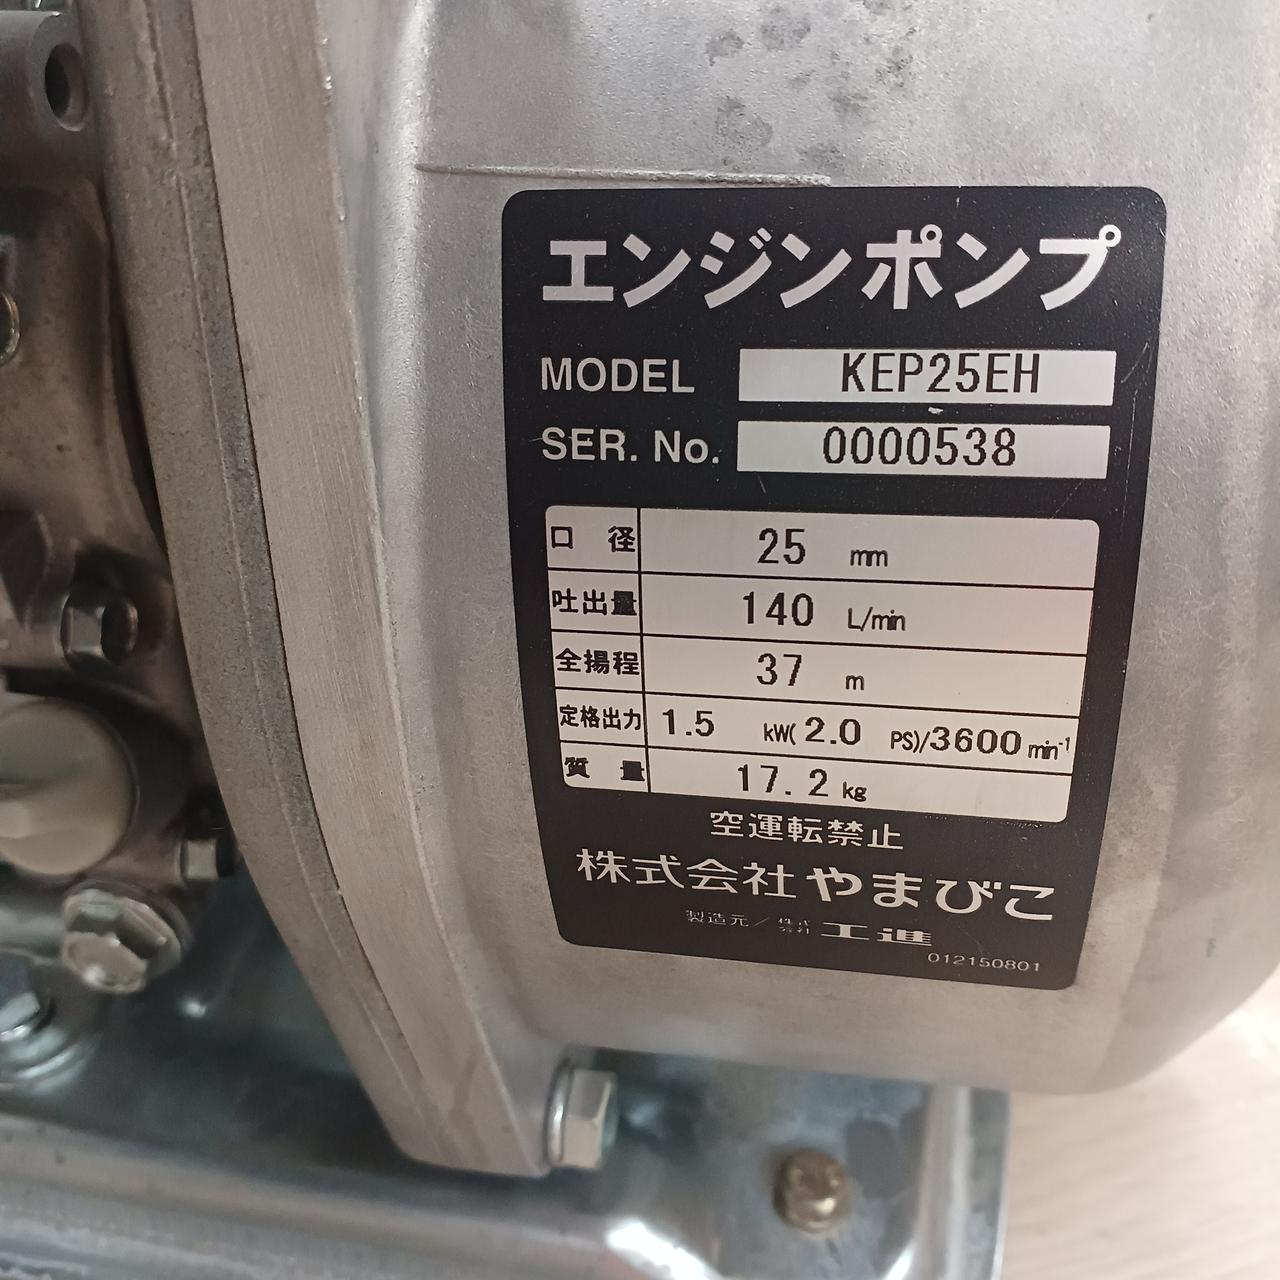 エンジンポンプ
MODEL KEP25EH
SER. No. 0000538
口 径 25 mm
吐出量 140 L/min
全揚程 37 m
定格出力 1.5 kW( 2.0 PS)/3600 min⁻¹
質 量 17.2 kg
空運転禁止
株式会社やまびこ
製造元/株式会社 工進
012150801